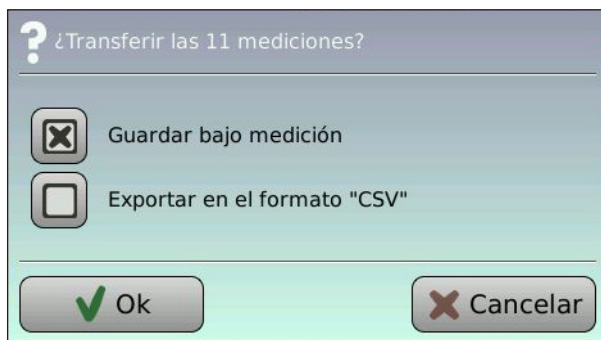 ¿Transferir las 11 mediciones?
Guardar bajo medición
Exportar en el formato "CSV"
Ok
Cancelar